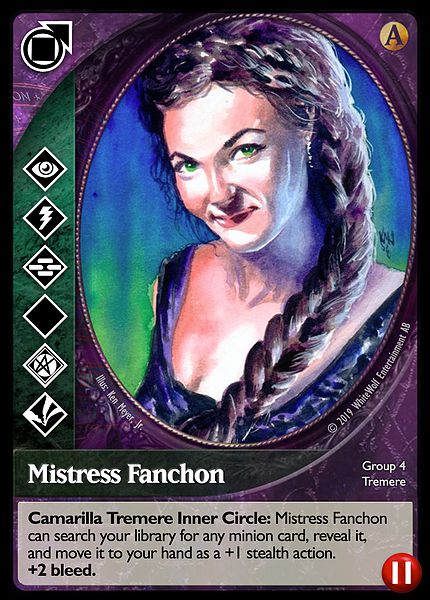 A
Illus: Ken Meyer, Jr.
© 2019 WhiteWolf Entertainment AB
Mistress Fanchon
Group 4
Tremere
Camarilla Tremere Inner Circle: Mistress Fanchon
can search your library for any minion card, reveal it,
and move it to your hand as a +1 stealth action.
+2 bleed.
11